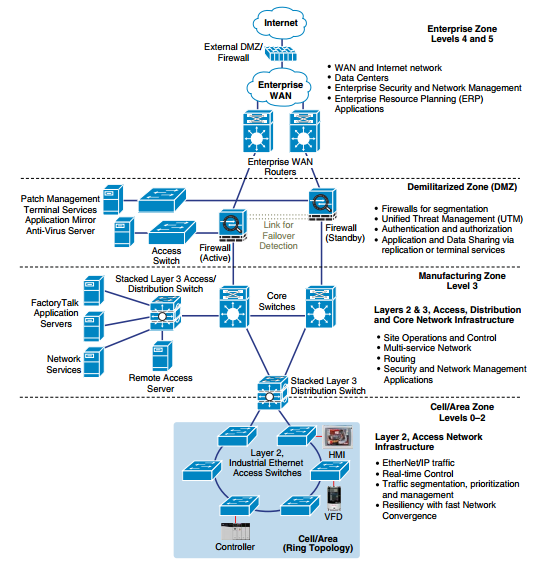 Internet
Enterprise Zone
Levels 4 and 5
External DMZ/
Firewall
Enterprise
WAN
• WAN and Internet network
• Data Centers
• Enterprise Security and Network Management
• Enterprise Resource Planning (ERP)
Applications
Enterprise WAN
Routers
Demilitarized Zone (DMZ)
Patch Management
Terminal Services
Application Mirror
Anti-Virus Server
Access
Switch
Firewall
(Active)
Link for
Failover
Detection
Firewall
(Standby)
• Firewalls for segmentation
• Unified Threat Management (UTM)
• Authentication and authorization
• Application and Data Sharing via
replication or terminal services
Manufacturing Zone
Level 3
Stacked Layer 3 Access/
Distribution Switch
FactoryTalk
Application
Servers
Network
Services
Remote Access
Server
Core
Switches
Layers 2 & 3, Access, Distribution
and Core Network Infrastructure
• Site Operations and Control
• Multi-service Network
• Routing
• Security and Network Management
Applications
Stacked Layer 3
Distribution Switch
Cell/Area Zone
Levels 0–2
Layer 2,
Industrial Ethernet
Access Switches
HMI
VFD
Controller
Cell/Area
(Ring Topology)
Layer 2, Access Network
Infrastructure
• EtherNet/IP traffic
• Real-time Control
• Traffic segmentation, prioritization
and management
• Resiliency with fast Network
Convergence